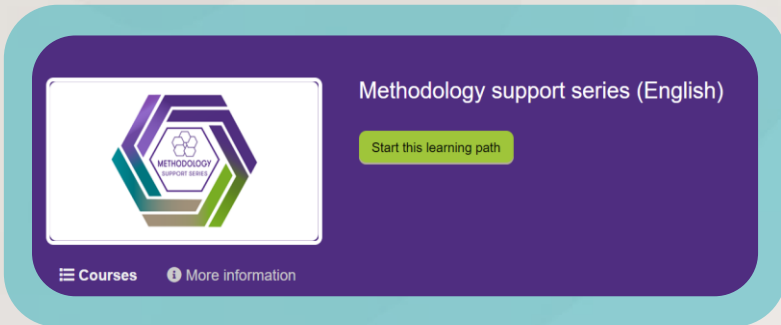 Methodology support series (English)
Start this learning path
METHODOLOGY
SUPPORT SERIES
Courses
More information